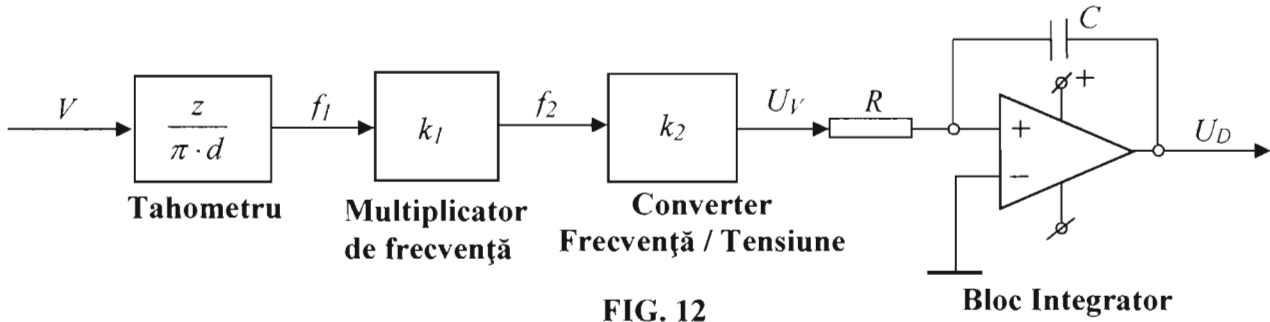 V
z
π · d
Tahometru
f1
k1
Multiplicator
de frecvenţă
f2
k2
Converter
Frecvenţă / Tensiune
UV
R
C
+
+
−
UD
Bloc Integrator
FIG. 12